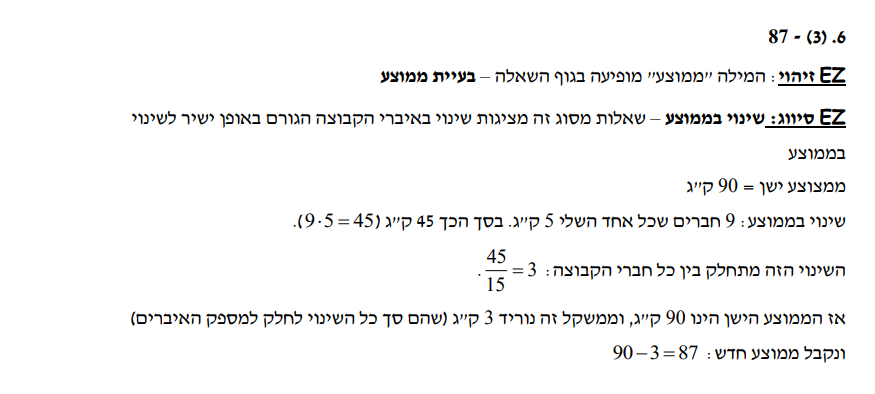 6. (3) - 87
EZ זיהוי: המילה "ממוצע" מופיעה בגוף השאלה – בעיית ממוצע
EZ סיווג: שינוי בממוצע – שאלות מסוג זה מציגות שינוי באיברי הקבוצה הגורם באופן ישיר לשינוי
בממוצע
ממצוצע ישן = 90 ק"ג
שינוי בממוצע: 9 חברים שכל אחד השלי 5 ק"ג. בסך הכך 45 ק"ג (9·5 = 45).
השינוי הזה מתחלק בין כל חברי הקבוצה: 45/15 = 3.
אז הממוצע הישן הינו 90 ק"ג, וממשקל זה נוריד 3 ק"ג (שהם סך כל השינוי לחלק למספק האיברים)
ונקבל ממוצע חדש: 90 – 3 = 87